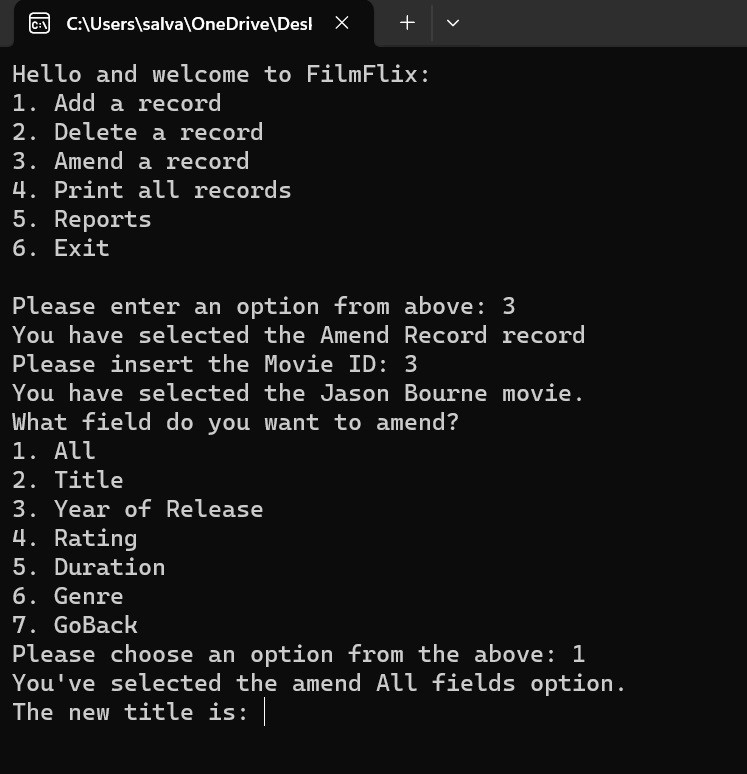 C:\Users\salva\OneDrive\Des
Hello and welcome to FilmFlix:
1. Add a record
2. Delete a record
3. Amend a record
4. Print all records
5. Reports
6. Exit
Please enter an option from above: 3
You have selected the Amend Record record
Please insert the Movie ID: 3
You have selected the Jason Bourne movie.
What field do you want to amend?
1. All
2. Title
3. Year of Release
4. Rating
5. Duration
6. Genre
7. GoBack
Please choose an option from the above: 1
You've selected the amend All fields option.
The new title is: